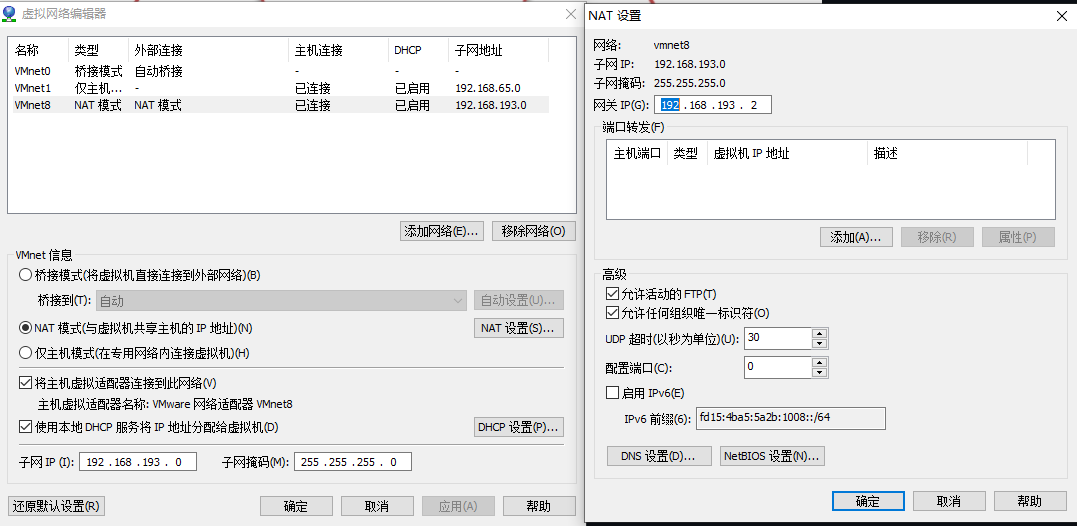 虚拟网络编辑器
名称 类型 外部连接 主机连接 DHCP 子网地址
VMnet0 桥接模式 自动桥接 - - -
VMnet1 仅主机... - 已连接 已启用 192.168.65.0
VMnet8 NAT 模式 NAT 模式 已连接 已启用 192.168.193.0
添加网络(E)... 移除网络(O)
VMnet 信息
桥接模式(将虚拟机直接连接到外部网络)(B)
桥接到(T): 自动 自动设置(U)...
NAT 模式(与虚拟机共享主机的 IP 地址)(N) NAT 设置(S)...
仅主机模式(在专用网络内连接虚拟机)(H)
将主机虚拟适配器连接到此网络(V)
主机虚拟适配器名称: VMware 网络适配器 VMnet8
使用本地 DHCP 服务将 IP 地址分配给虚拟机(D) DHCP 设置(P)...
子网 IP (I): 192 . 168 . 193 . 0 子网掩码(M): 255 . 255 . 255 . 0
还原默认设置(R) 确定 取消 应用(A) 帮助
NAT 设置
网络: vmnet8
子网 IP: 192.168.193.0
子网掩码: 255.255.255.0
网关 IP(G): 192 . 168 . 193 . 2
端口转发(F)
主机端口 类型 虚拟机 IP 地址 描述
添加(A)... 移除(R) 属性(P)
高级
允许活动的 FTP(T)
允许任何组织唯一标识符(O)
UDP 超时(以秒为单位)(U): 30
配置端口(C): 0
启用 IPv6(E)
IPv6 前缀(6): fd15:4ba5:5a2b:1008::/64
DNS 设置(D)... NetBIOS 设置(N)...
确定 取消 帮助